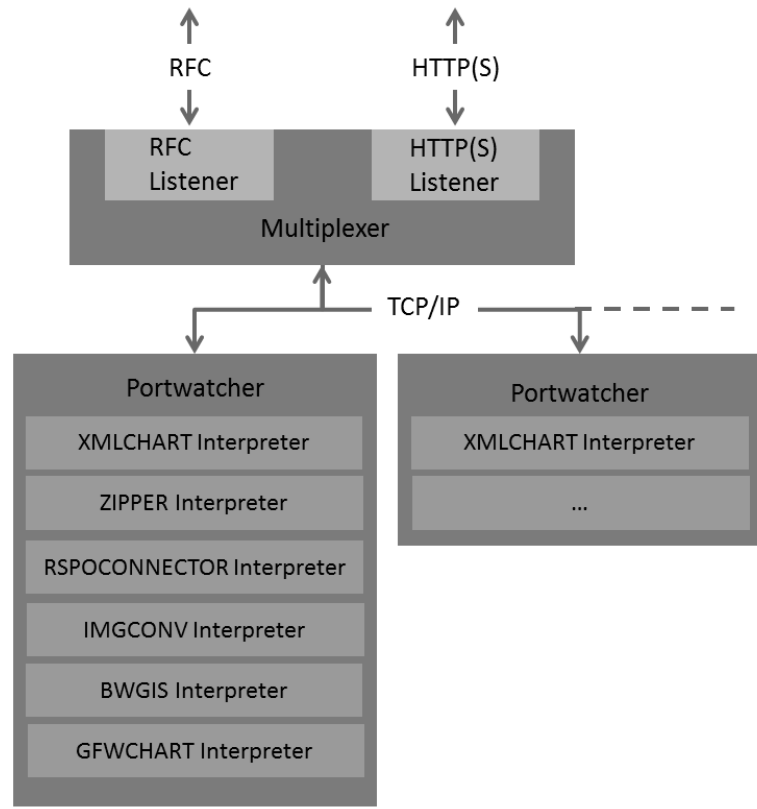 RFC
HTTP(S)
RFC
Listener
HTTP(S)
Listener
Multiplexer
TCP/IP
Portwatcher
XMLCHART Interpreter
ZIPPER Interpreter
RSPOCONNECTOR Interpreter
IMGCONV Interpreter
BWGIS Interpreter
GFWCHART Interpreter
Portwatcher
XMLCHART Interpreter
...